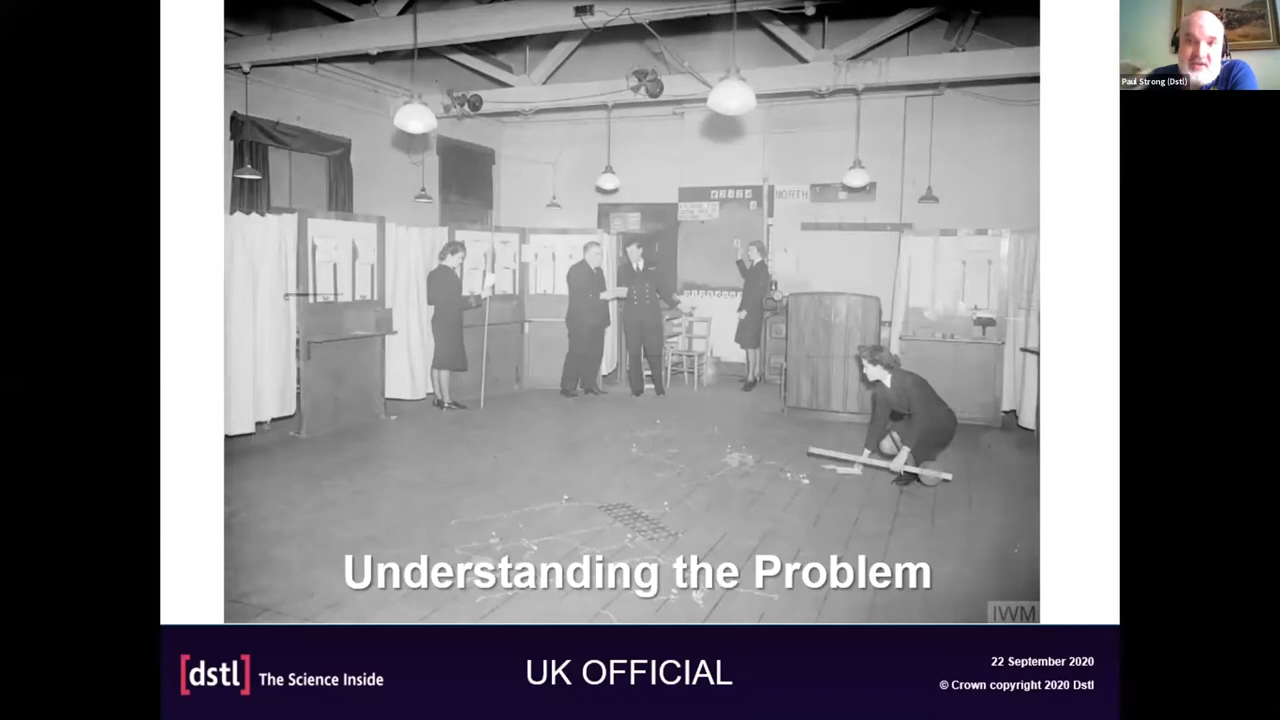 Paul Strong (Dstl)
NORTH
Understanding the Problem
IWM
[dstl] The Science Inside
UK OFFICIAL
22 September 2020
© Crown copyright 2020 Dstl